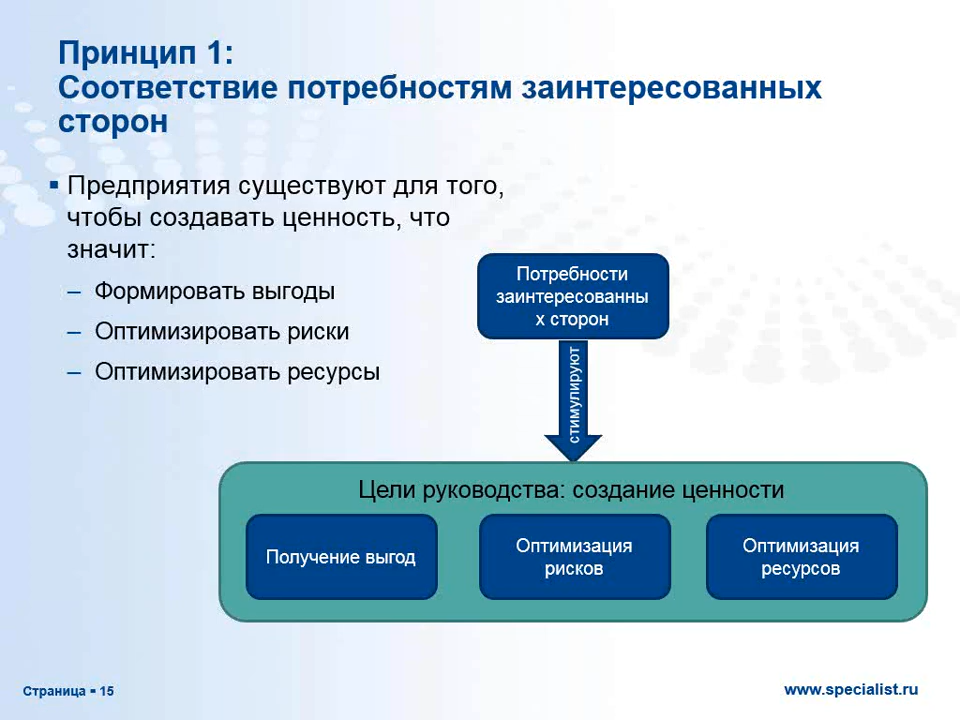 Принцип 1:
Соответствие потребностям заинтересованных
сторон
▪ Предприятия существуют для того,
чтобы создавать ценность, что
значит:
– Формировать выгоды
– Оптимизировать риски
– Оптимизировать ресурсы
Потребности
заинтересованны
х сторон
стимулируют
Цели руководства: создание ценности
Получение выгод
Оптимизация
рисков
Оптимизация
ресурсов
Страница ▪ 15
www.specialist.ru